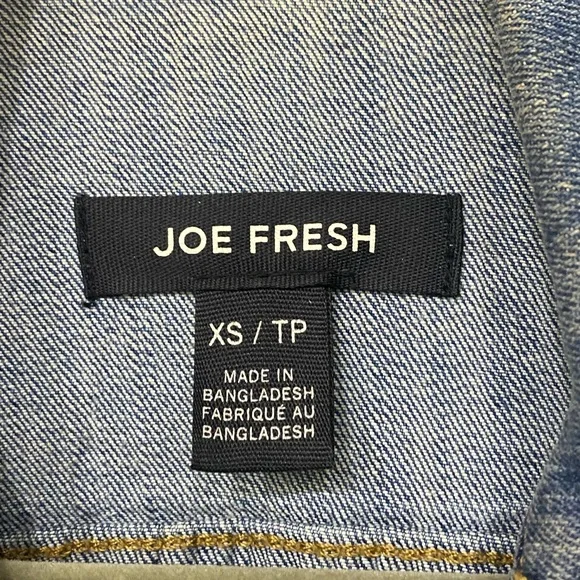 JOE FRESH
XS / TP
MADE IN
BANGLADESH
FABRIQUÉ AU
BANGLADESH